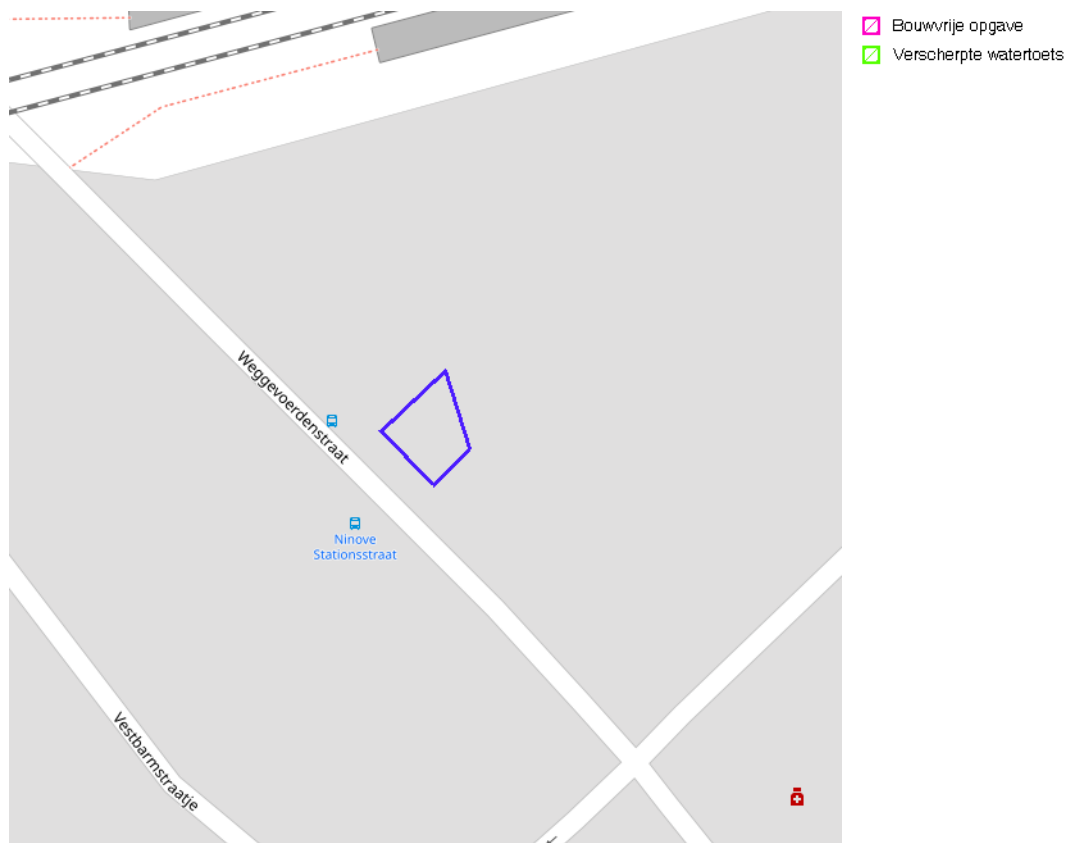 Bouwvrije opgave
Verscherpte watertoets
Weggevoerdenstraat
Ninove
Stationsstraat
Vestbarmstraatje